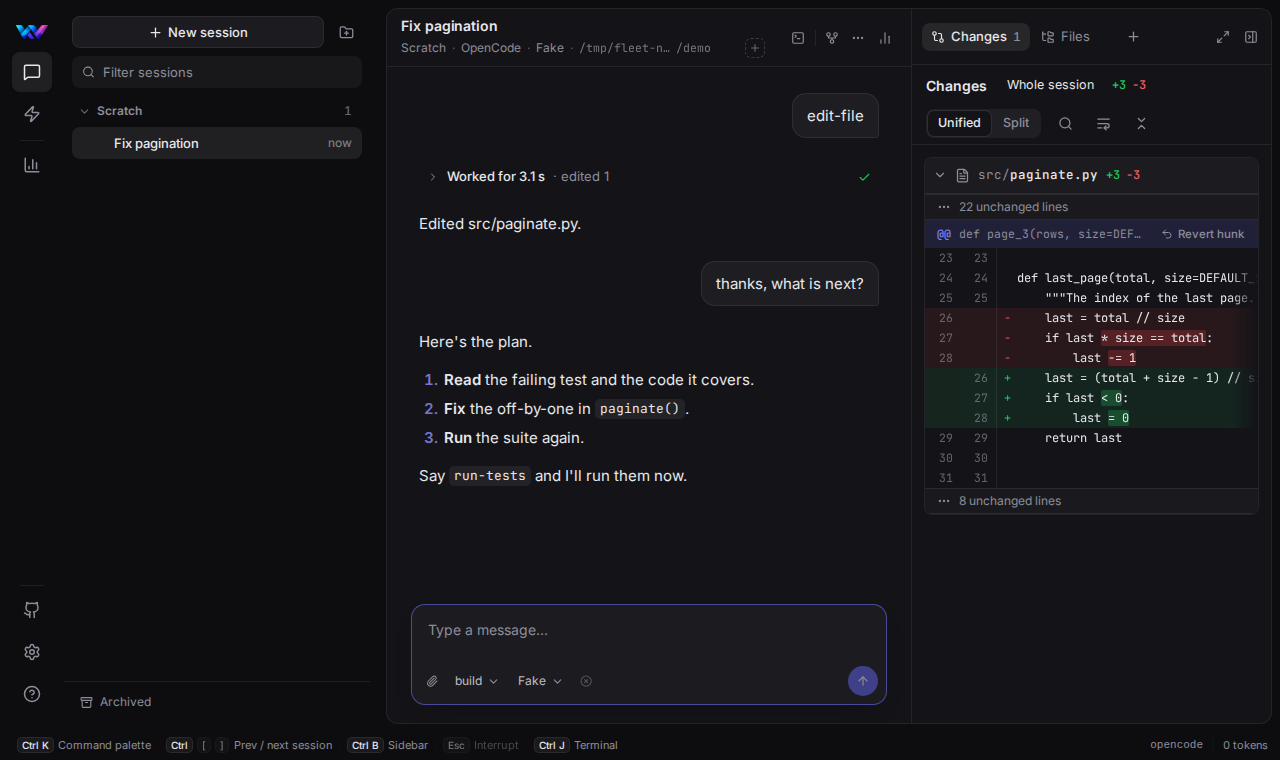 New session
Filter sessions
Scratch 1
Fix pagination now
Archived
Fix pagination
Scratch · OpenCode · Fake · /tmp/fleet-n… /demo
edit-file
Worked for 3.1s · edited 1
Edited src/paginate.py.
thanks, what is next?
Here's the plan.
1. Read the failing test and the code it covers.
2. Fix the off-by-one in paginate().
3. Run the suite again.
Say run-tests and I'll run them now.
Type a message...
build Fake
Changes 1 Files
Changes Whole session +3 -3
Unified Split
src/paginate.py +3 -3
22 unchanged lines
@@ def page_3(rows, size=DEF… Revert hunk
23 23
24 24 def last_page(total, size=DEFAULT_
25 25 """The index of the last page.
26 - last = total // size
27 - if last * size == total:
28 - last -= 1
26 + last = (total + size - 1) // s
27 + if last < 0:
28 + last = 0
29 29 return last
30 30
31 31
8 unchanged lines
Ctrl K Command palette Ctrl [ ] Prev / next session Ctrl B Sidebar Esc Interrupt Ctrl J Terminal
opencode 0 tokens